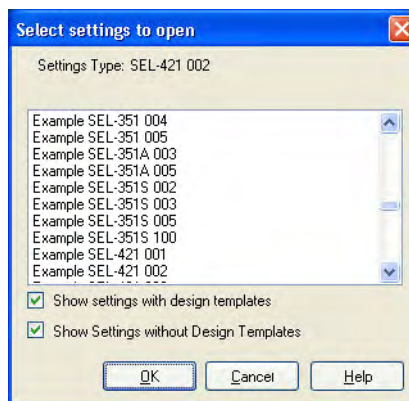 Select settings to open
Settings Type: SEL-421 002
Example SEL-351 004
Example SEL-351 005
Example SEL-351A 003
Example SEL-351A 005
Example SEL-351S 002
Example SEL-351S 003
Example SEL-351S 005
Example SEL-351S 100
Example SEL-421 001
Example SEL-421 002
Show settings with design templates
Show Settings without Design Templates
OK Cancel Help